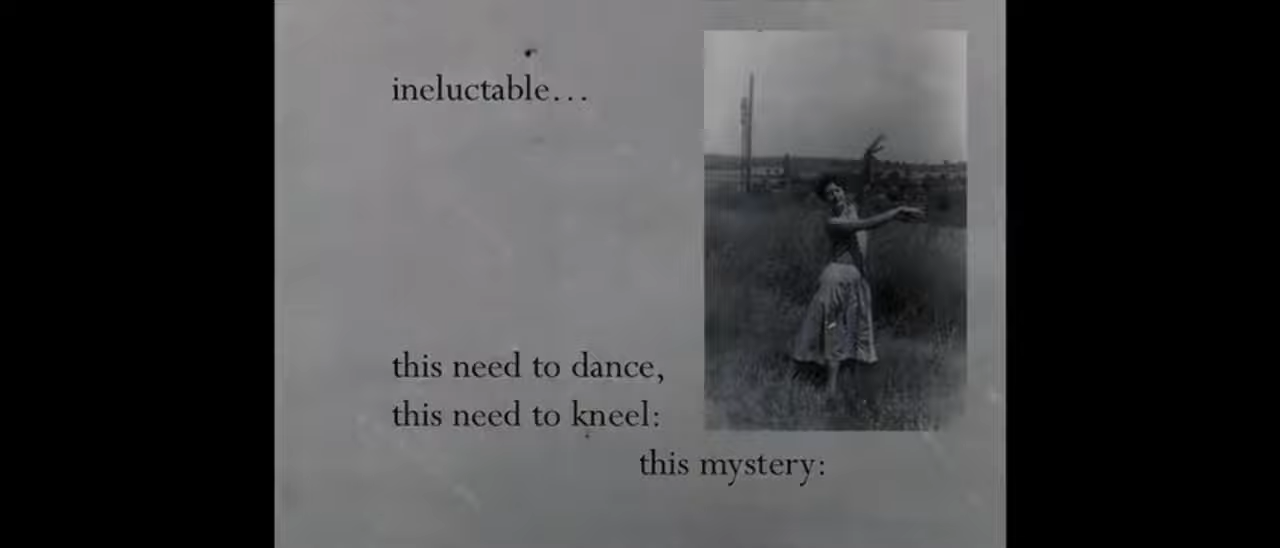 ineluctable...
this need to dance,
this need to kneel:
this mystery: